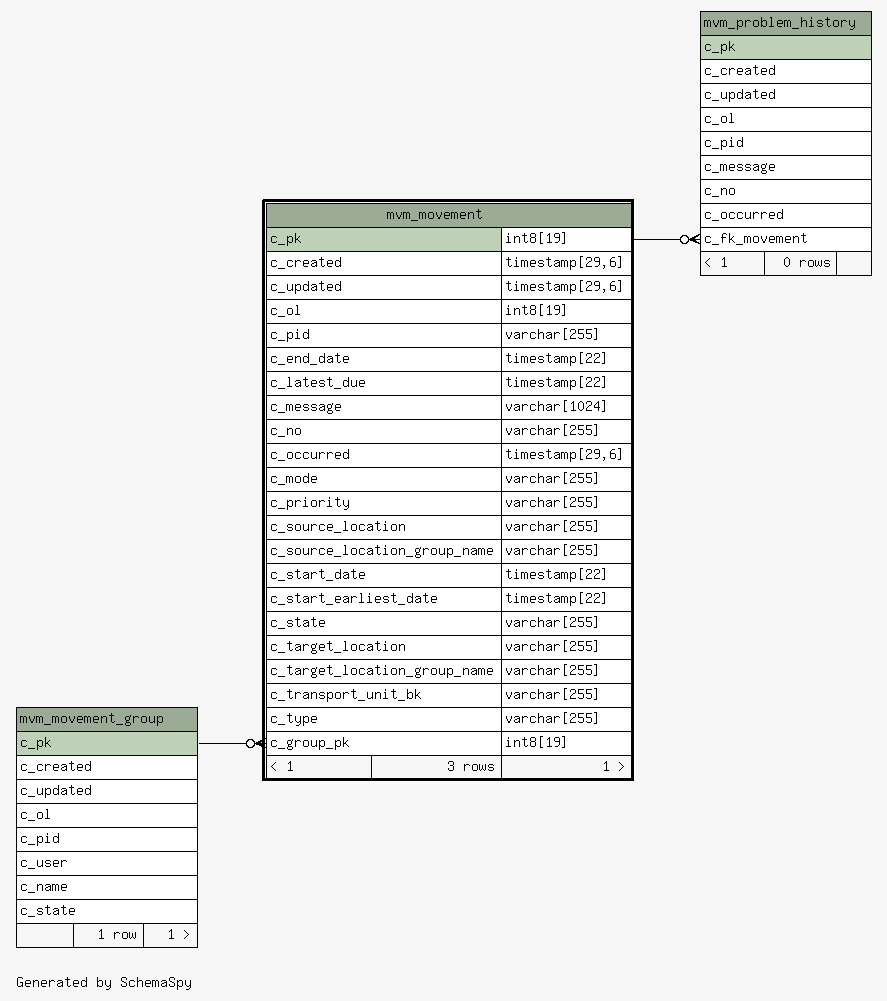 mvm_problem_history
c_pk
c_created
c_updated
c_ol
c_pid
c_message
c_no
c_occurred
c_fk_movement
< 1 0 rows
mvm_movement
c_pk int8[19]
c_created timestamp[29,6]
c_updated timestamp[29,6]
c_ol int8[19]
c_pid varchar[255]
c_end_date timestamp[22]
c_latest_due timestamp[22]
c_message varchar[1024]
c_no varchar[255]
c_occurred timestamp[29,6]
c_mode varchar[255]
c_priority varchar[255]
c_source_location varchar[255]
c_source_location_group_name varchar[255]
c_start_date timestamp[22]
c_start_earliest_date timestamp[22]
c_state varchar[255]
c_target_location varchar[255]
c_target_location_group_name varchar[255]
c_transport_unit_bk varchar[255]
c_type varchar[255]
c_group_pk int8[19]
< 1 3 rows 1 >
mvm_movement_group
c_pk
c_created
c_updated
c_ol
c_pid
c_user
c_name
c_state
1 row 1 >
Generated by SchemaSpy